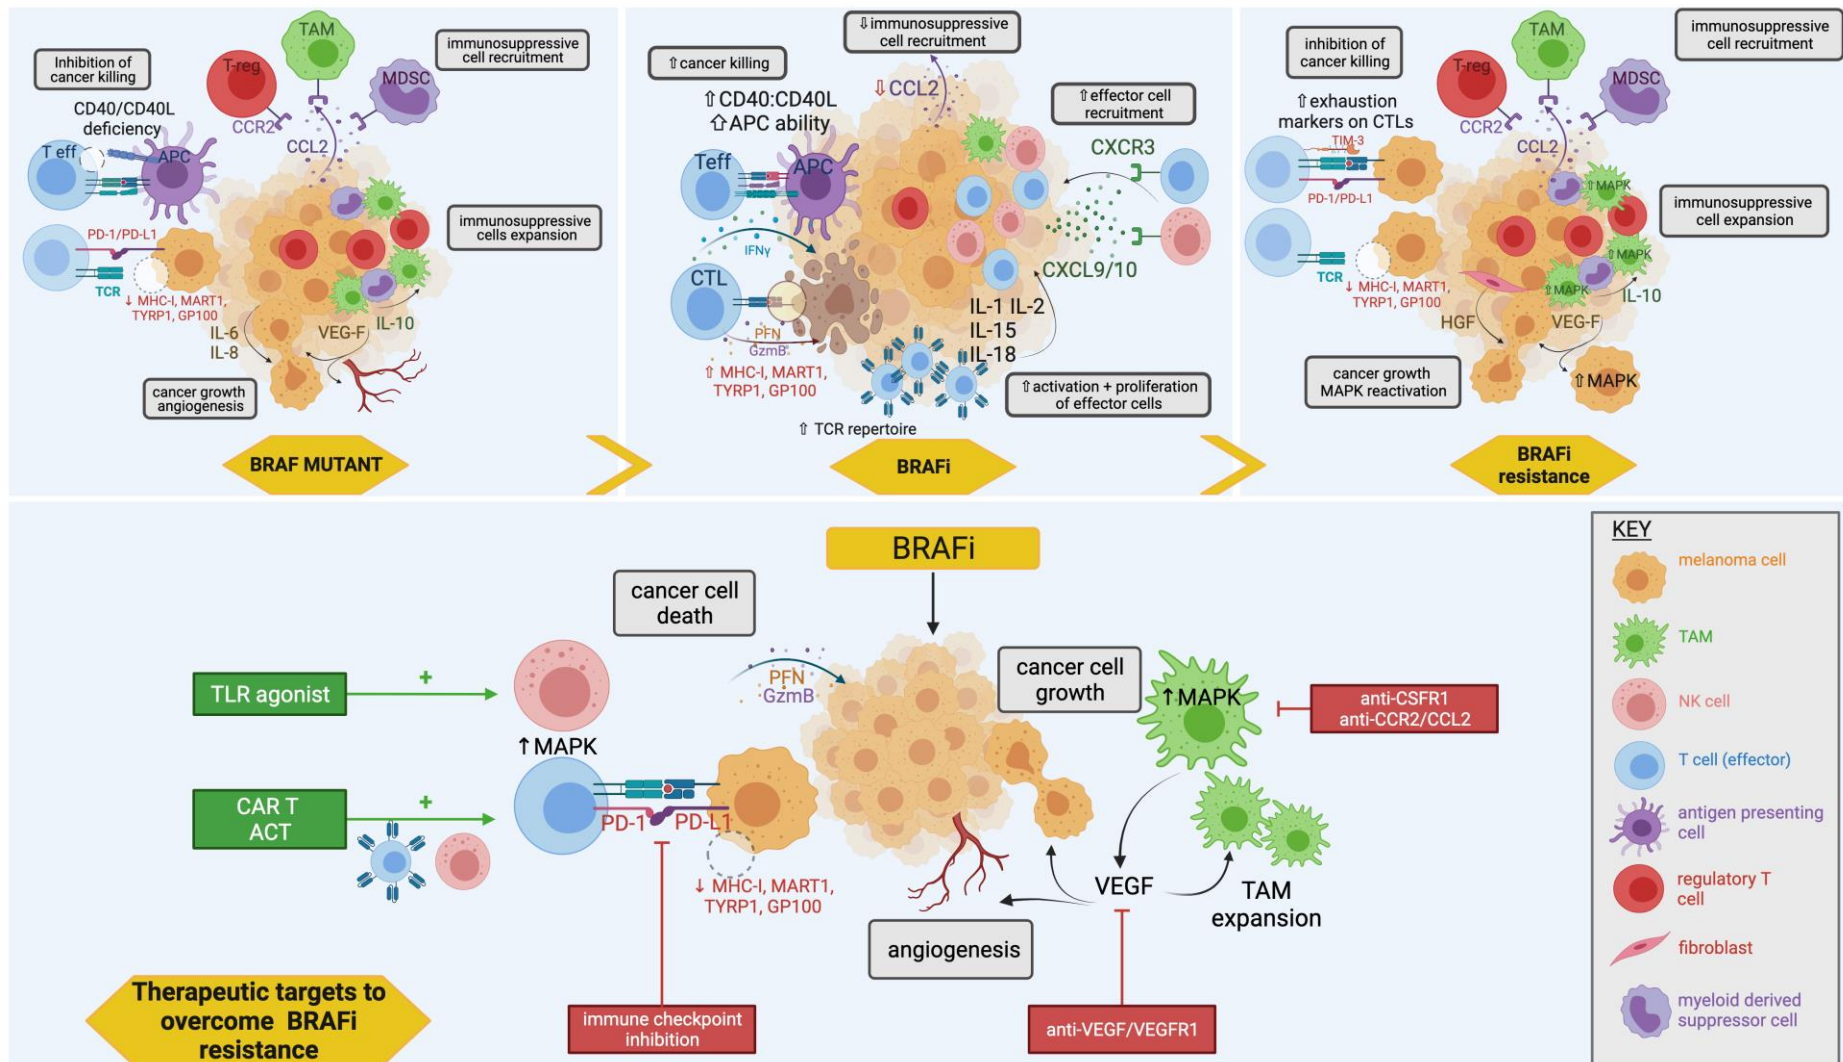 Inhibition of
cancer killing
CD40/CD40L
deficiency
T eff
APC
T-reg
TAM
MDSC
CCR2
CCL2
immunosuppressive
cell recruitment
PD-1/PD-L1
TCR
↓ MHC-I, MART1,
TYRP1, GP100
immunosuppressive
cells expansion
IL-6
IL-8
VEG-F
IL-10
cancer growth
angiogenesis
BRAF MUTANT
⇧cancer killing
⇩immunosuppressive
cell recruitment
⇧CD40:CD40L
⇧APC ability
⇩CCL2
⇧effector cell
recruitment
CXCR3
Teff
APC
IFNγ
CTL
CXCL9/10
PFN
GzmB
⇧ MHC-I, MART1,
TYRP1, GP100
IL-1 IL-2
IL-15
IL-18
⇧activation + proliferation
of effector cells
⇧ TCR repertoire
BRAFi
inhibition of
cancer killing
⇧exhaustion
markers on CTLs
TIM-3
PD-1/PD-L1
T-reg
TAM
MDSC
CCR2
CCL2
immunosuppressive
cell recruitment
⇧MAPK
⇧MAPK
⇧MAPK
immunosuppressive
cell expansion
TCR
↓ MHC-I, MART1,
TYRP1, GP100
IL-10
HGF
VEG-F
⇧MAPK
cancer growth
MAPK reactivation
BRAFi
resistance
BRAFi
cancer cell
death
TLR agonist
+
PFN
GzmB
cancer cell
growth
↑MAPK
anti-CSFR1
anti-CCR2/CCL2
↑MAPK
CAR T
ACT
+
PD-1
PD-L1
↓ MHC-I, MART1,
TYRP1, GP100
VEGF
TAM
expansion
angiogenesis
immune checkpoint
inhibition
anti-VEGF/VEGFR1
Therapeutic targets to
overcome BRAFi
resistance
KEY
melanoma cell
TAM
NK cell
T cell (effector)
antigen presenting
cell
regulatory T
cell
fibroblast
myeloid derived
suppressor cell